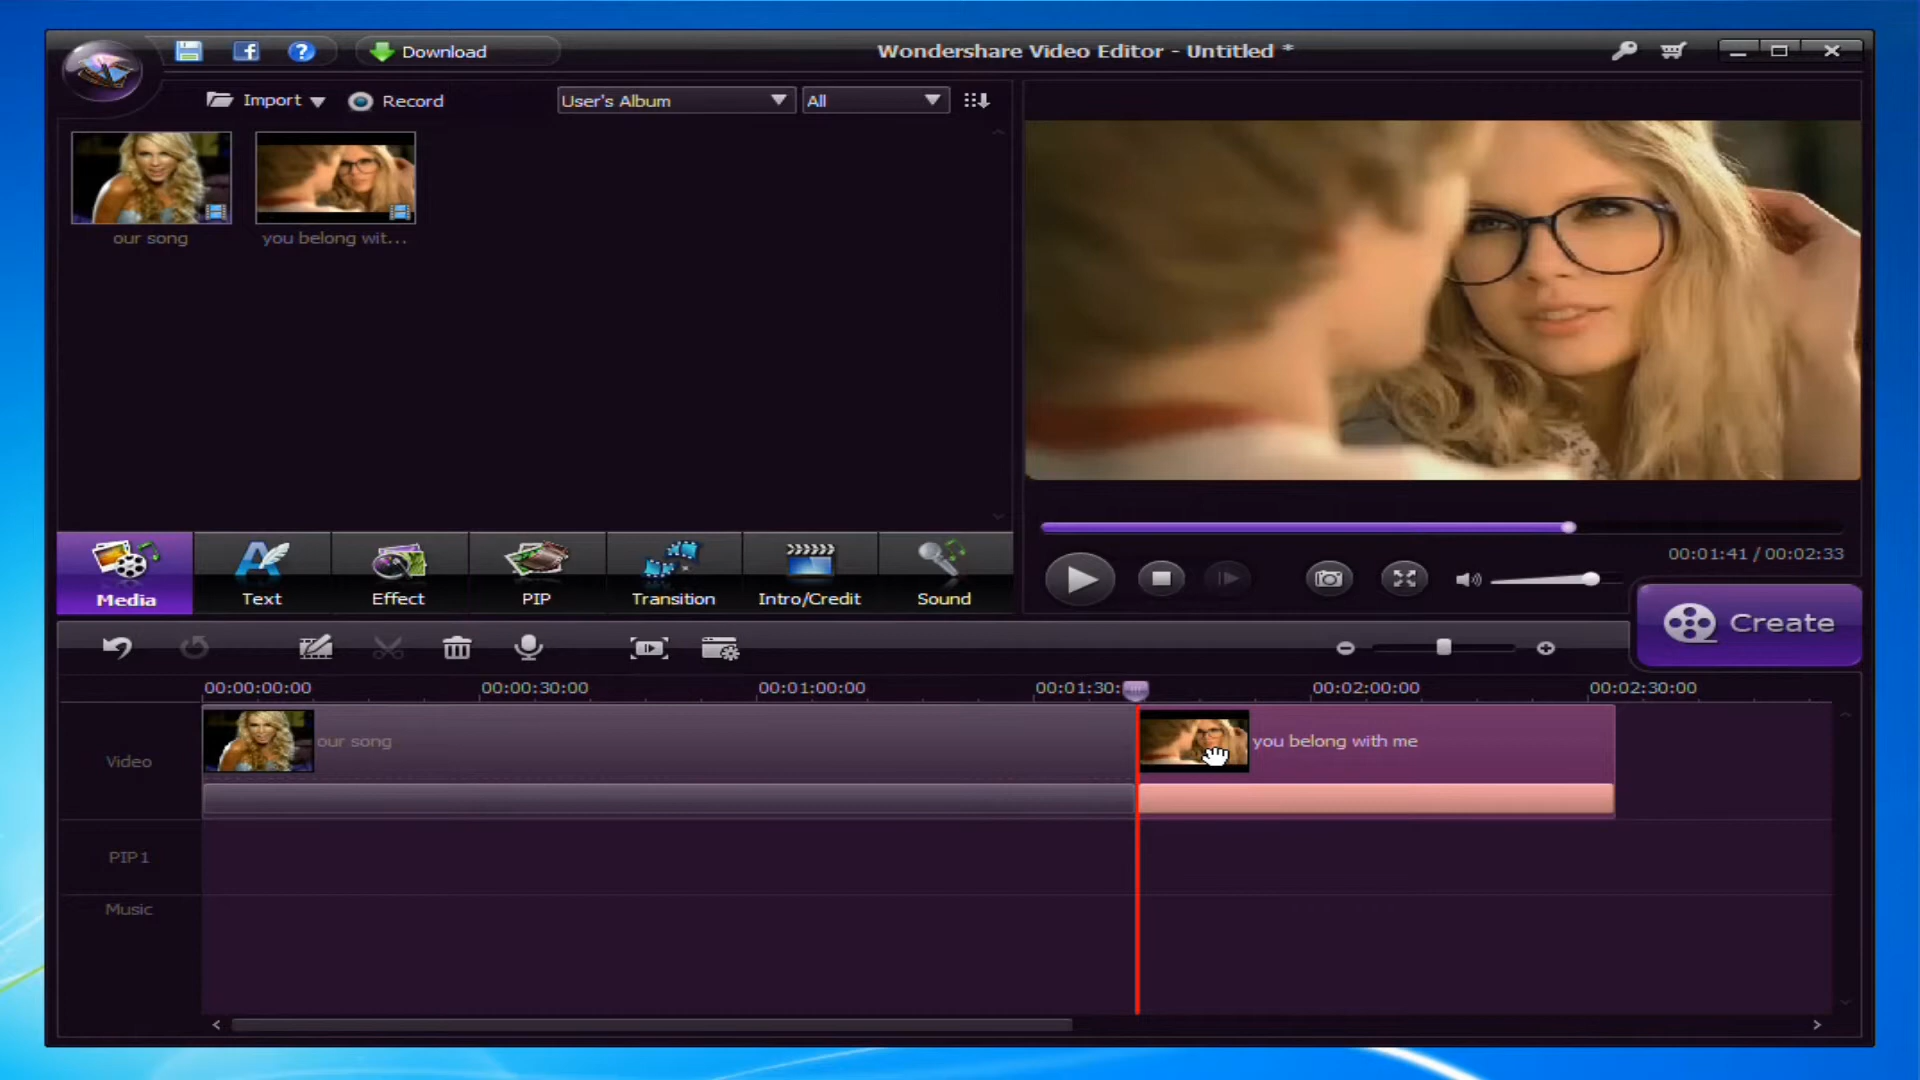 Download
Wondershare Video Editor - Untitled *
Import
Record
User's Album
All
our song
you belong wit...
00:01:41 / 00:02:33
Media
Text
Effect
PIP
Transition
Intro/Credit
Sound
Create
00:00:00:00
00:00:30:00
00:01:00:00
00:01:30:
00:02:00:00
00:02:30:00
Video
our song
you belong with me
PIP1
Music